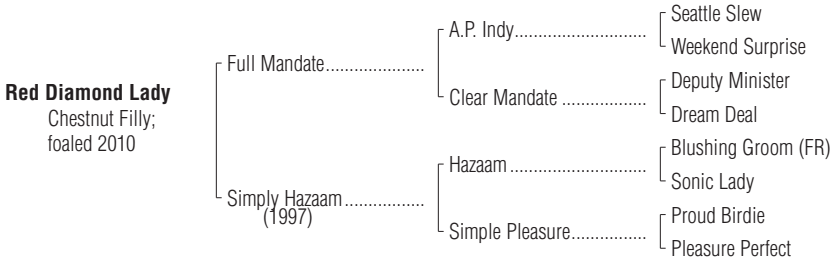 Red Diamond Lady
Chestnut Filly;
foaled 2010
Full Mandate.....................
Simply Hazaam.................
(1997)
A.P. Indy............................
Clear Mandate ..................
Hazaam .............................
Simple Pleasure................
Seattle Slew
Weekend Surprise
Deputy Minister
Dream Deal
Blushing Groom (FR)
Sonic Lady
Proud Birdie
Pleasure Perfect